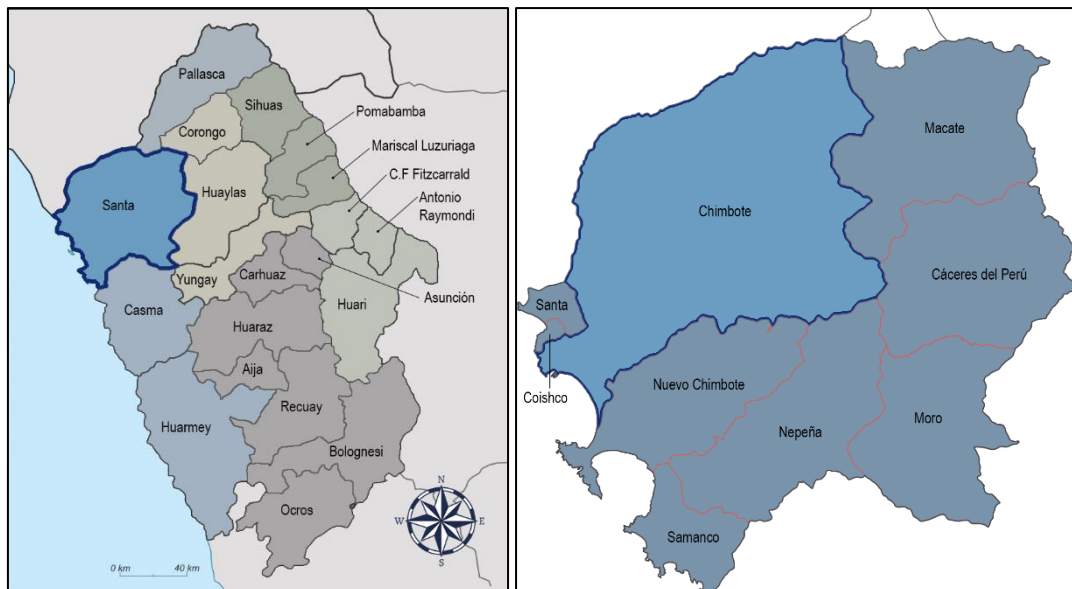 Pallasca
Sihuas
Pomabamba
Corongo
Mariscal Luzuriaga
C.F Fitzcarrald
Huaylas
Antonio
Raymondi
Santa
Yungay
Carhuaz
Asunción
Casma
Huari
Huaraz
Aija
Recuay
Huarmey
Bolognesi
Ocros
N
W
E
S
0 km
40 km
Macate
Chimbote
Cáceres del Perú
Santa
Coishco
Nuevo Chimbote
Moro
Nepeña
Samanco